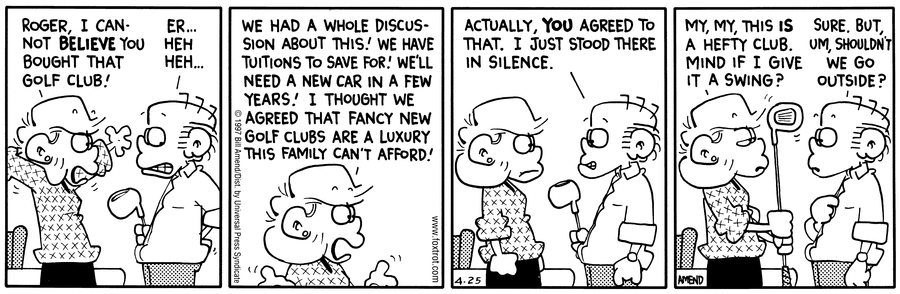 ROGER, I CAN-
NOT BELIEVE YOU
BOUGHT THAT
GOLF CLUB!
ER...
HEH
HEH...
WE HAD A WHOLE DISCUS-
SION ABOUT THIS! WE HAVE
TUITIONS TO SAVE FOR! WE'LL
NEED A NEW CAR IN A FEW
YEARS! I THOUGHT WE
AGREED THAT FANCY NEW
GOLF CLUBS ARE A LUXURY
THIS FAMILY CAN'T AFFORD!
© 1997 Bill Amend/Dist. by Universal Press Syndicate
www.foxtrot.com
ACTUALLY, YOU AGREED TO
THAT. I JUST STOOD THERE
IN SILENCE.
4.25
MY, MY, THIS IS
A HEFTY CLUB.
MIND IF I GIVE
IT A SWING?
SURE. BUT,
UM, SHOULDN'T
WE GO
OUTSIDE?
AMEND